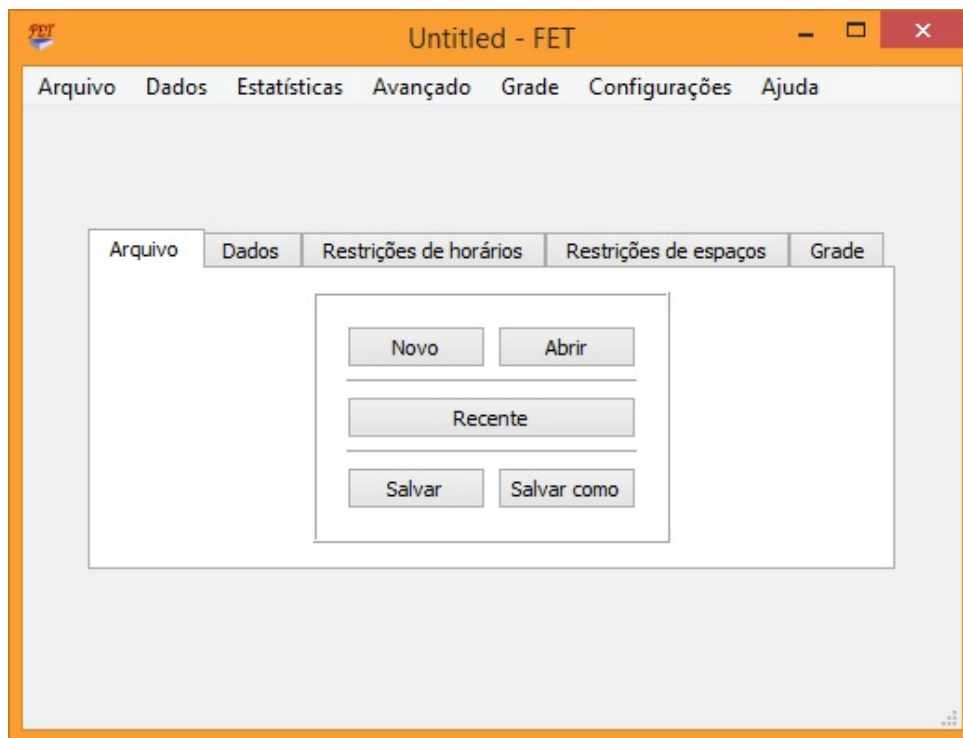 FET
Untitled - FET
Arquivo Dados Estatísticas Avançado Grade Configurações Ajuda
Arquivo Dados Restrições de horários Restrições de espaços Grade
Novo Abrir
Recente
Salvar Salvar como